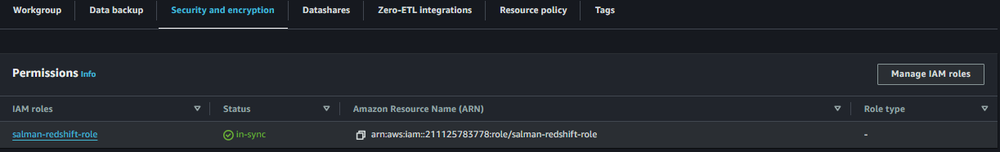 Workgroup Data backup Security and encryption Datashares Zero-ETL integrations Resource policy Tags
Permissions Info Manage IAM roles
IAM roles Status Amazon Resource Name (ARN) Role type
salman-redshift-role in-sync arn:aws:iam::211125783778:role/salman-redshift-role -